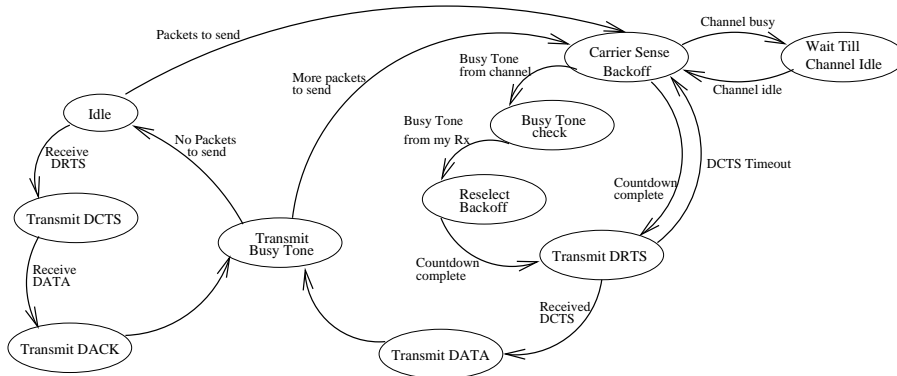 Packets to send
Channel busy
Carrier Sense
Backoff
Wait Till
Channel Idle
Channel idle
More packets
to send
Busy Tone
from channel
Idle
Busy Tone
check
No Packets
to send
Busy Tone
from my Rx
Receive
DRTS
DCTS Timeout
Reselect
Backoff
Countdown
complete
Transmit DCTS
Transmit
Busy Tone
Transmit DRTS
Countdown
complete
Receive
DATA
Received
DCTS
Transmit DACK
Transmit DATA